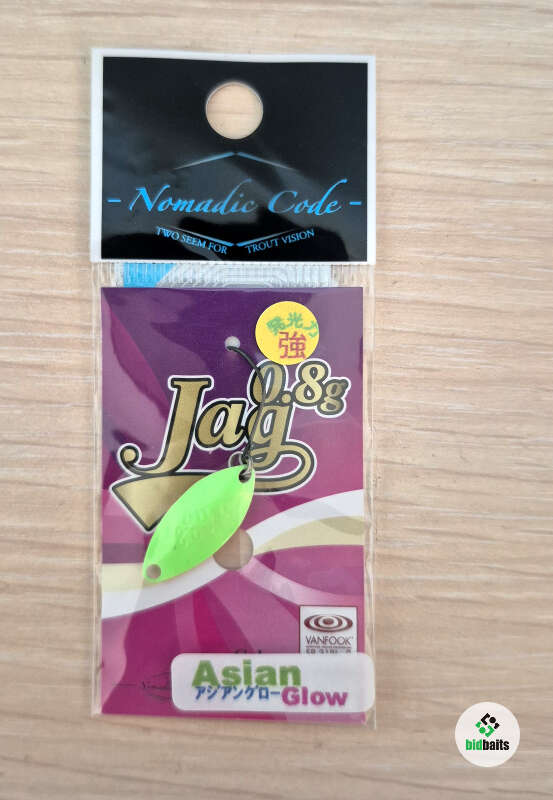 - Nomadic Code -
TWO SEEM FOR TROUT VISION
発光力
強
0.8g
Jag
VANFOOK
Asian
アジアングロー Glow
bidbaits